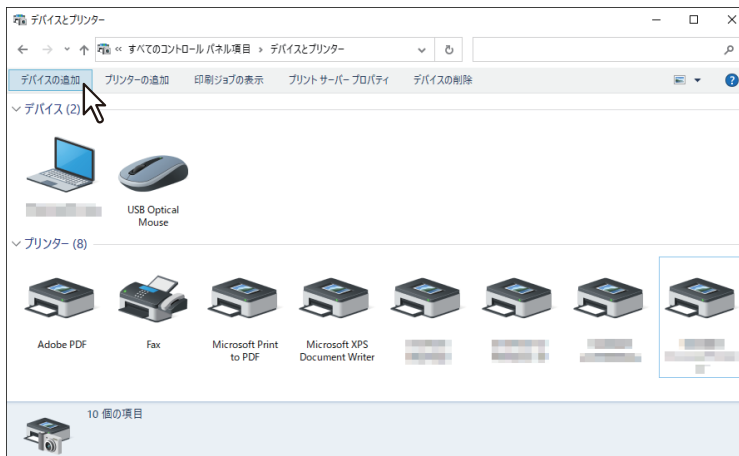 デバイスとプリンター
« すべてのコントロール パネル項目 › デバイスとプリンター
デバイスの追加 プリンターの追加 印刷ジョブの表示 プリント サーバー プロパティ デバイスの削除
デバイス (2)
USB Optical
Mouse
プリンター (8)
Adobe PDF Fax Microsoft Print Microsoft XPS
to PDF Document Writer
10 個の項目